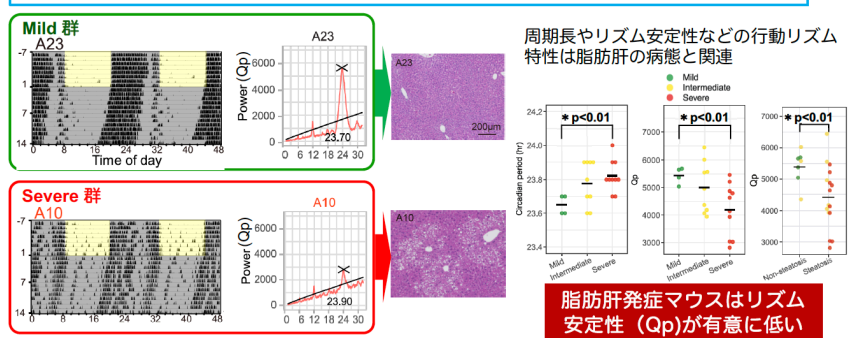 Mild 群
A23
-7
1
7
14
0 8 16 24 32 40 48
Time of day
A23
Power (Qp)
6000
4000
2000
0
23.70
0 6 12 18 24 30
A23
200μm
Severe 群
A10
-7
1
7
14
0 8 16 24 32 40 48
A10
Power (Qp)
6000
4000
2000
0
23.90
0 6 12 18 24 30
A10
周期長やリズム安定性などの行動リズム
特性は脂肪肝の病態と関連
Mild
Intermediate
Severe
* p<0.01
Circadian period (hr)
24.2
24.0
23.8
23.6
23.4
Mild
Intermediate
Severe
* p<0.01
Qp
7000
6000
5000
4000
3000
Mild
Intermediate
Severe
* p<0.01
Qp
7000
6000
5000
4000
3000
Non-steatosis
Steatosis
脂肪肝発症マウスはリズム
安定性（Qp)が有意に低い